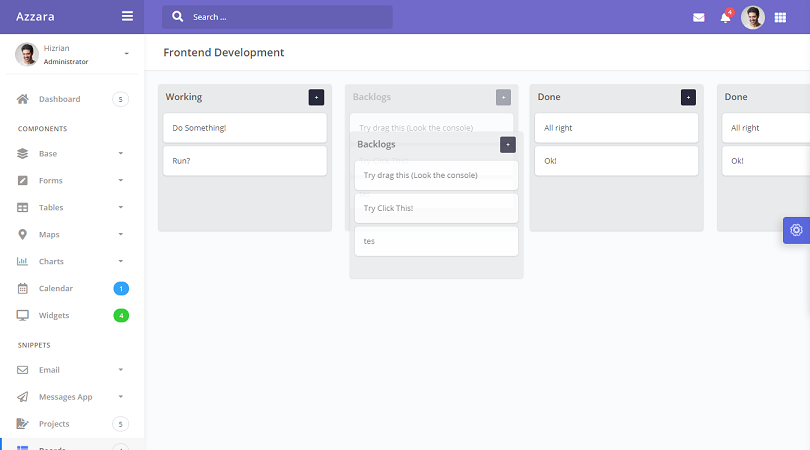 Azzara
Search ...
4
Hizrian
Administrator
Dashboard 5
COMPONENTS
Base
Forms
Tables
Maps
Charts
Calendar 1
Widgets 4
SNIPPETS
Email
Messages App
Projects 5
Boards
Frontend Development
Working +
Do Something!
Run?
Backlogs +
Try drag this (Look the console)
Backlogs +
Try drag this (Look the console)
Try Click This!
tes
Done +
All right
Ok!
Done
All right
Ok!